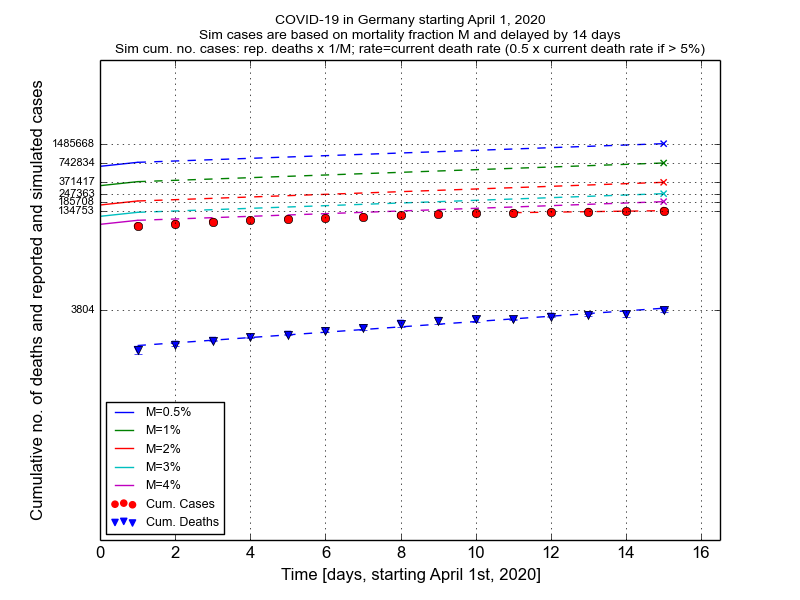 COVID-19 in Germany starting April 1, 2020
Sim cases are based on mortality fraction M and delayed by 14 days
Sim cum. no. cases: rep. deaths x 1/M; rate=current death rate (0.5 x current death rate if > 5%)
Cumulative no. of deaths and reported and simulated cases
1485668
742834
371417
247363
185708
134753
3804
M=0.5%
M=1%
M=2%
M=3%
M=4%
Cum. Cases
Cum. Deaths
0 2 4 6 8 10 12 14 16
Time [days, starting April 1st, 2020]